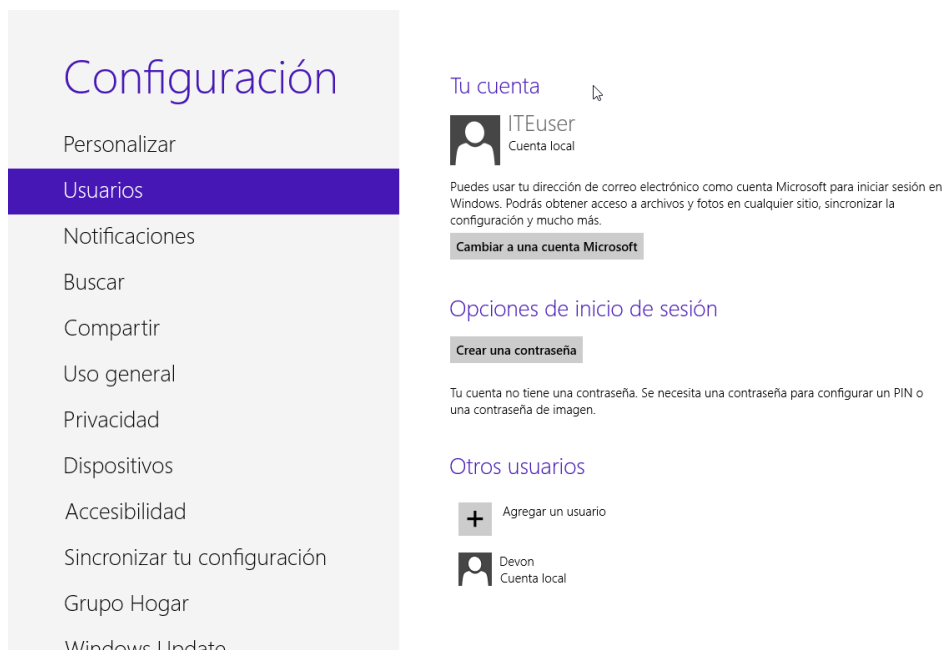 Configuración
Personalizar
Usuarios
Notificaciones
Buscar
Compartir
Uso general
Privacidad
Dispositivos
Accesibilidad
Sincronizar tu configuración
Grupo Hogar
Windows Update
Tu cuenta
ITEuser
Cuenta local
Puedes usar tu dirección de correo electrónico como cuenta Microsoft para iniciar sesión en
Windows. Podrás obtener acceso a archivos y fotos en cualquier sitio, sincronizar la
configuración y mucho más.
Cambiar a una cuenta Microsoft
Opciones de inicio de sesión
Crear una contraseña
Tu cuenta no tiene una contraseña. Se necesita una contraseña para configurar un PIN o
una contraseña de imagen.
Otros usuarios
Agregar un usuario
Devon
Cuenta local